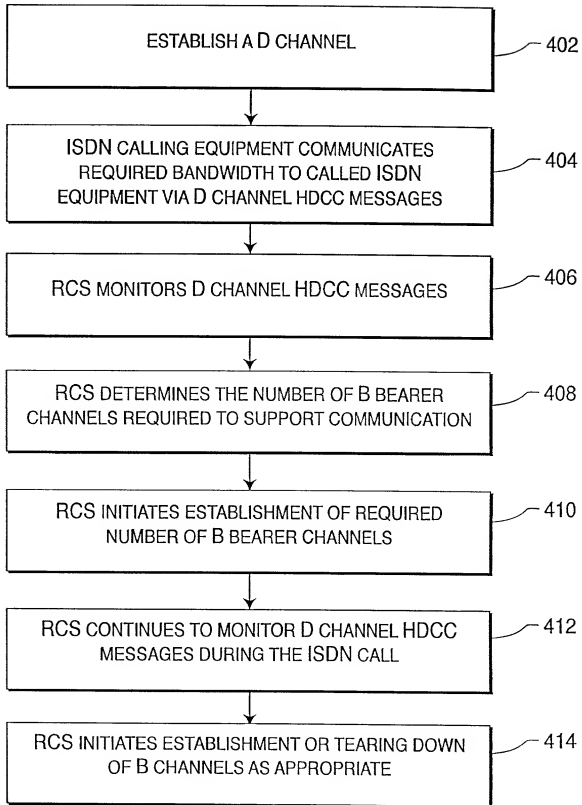 ESTABLISH A D CHANNEL
402
ISDN CALLING EQUIPMENT COMMUNICATES
REQUIRED BANDWIDTH TO CALLED ISDN
EQUIPMENT VIA D CHANNEL HDCC MESSAGES
404
RCS MONITORS D CHANNEL HDCC MESSAGES
406
RCS DETERMINES THE NUMBER OF B BEARER
CHANNELS REQUIRED TO SUPPORT COMMUNICATION
408
RCS INITIATES ESTABLISHMENT OF REQUIRED
NUMBER OF B BEARER CHANNELS
410
RCS CONTINUES TO MONITOR D CHANNEL HDCC
MESSAGES DURING THE ISDN CALL
412
RCS INITIATES ESTABLISHMENT OR TEARING DOWN
OF B CHANNELS AS APPROPRIATE
414